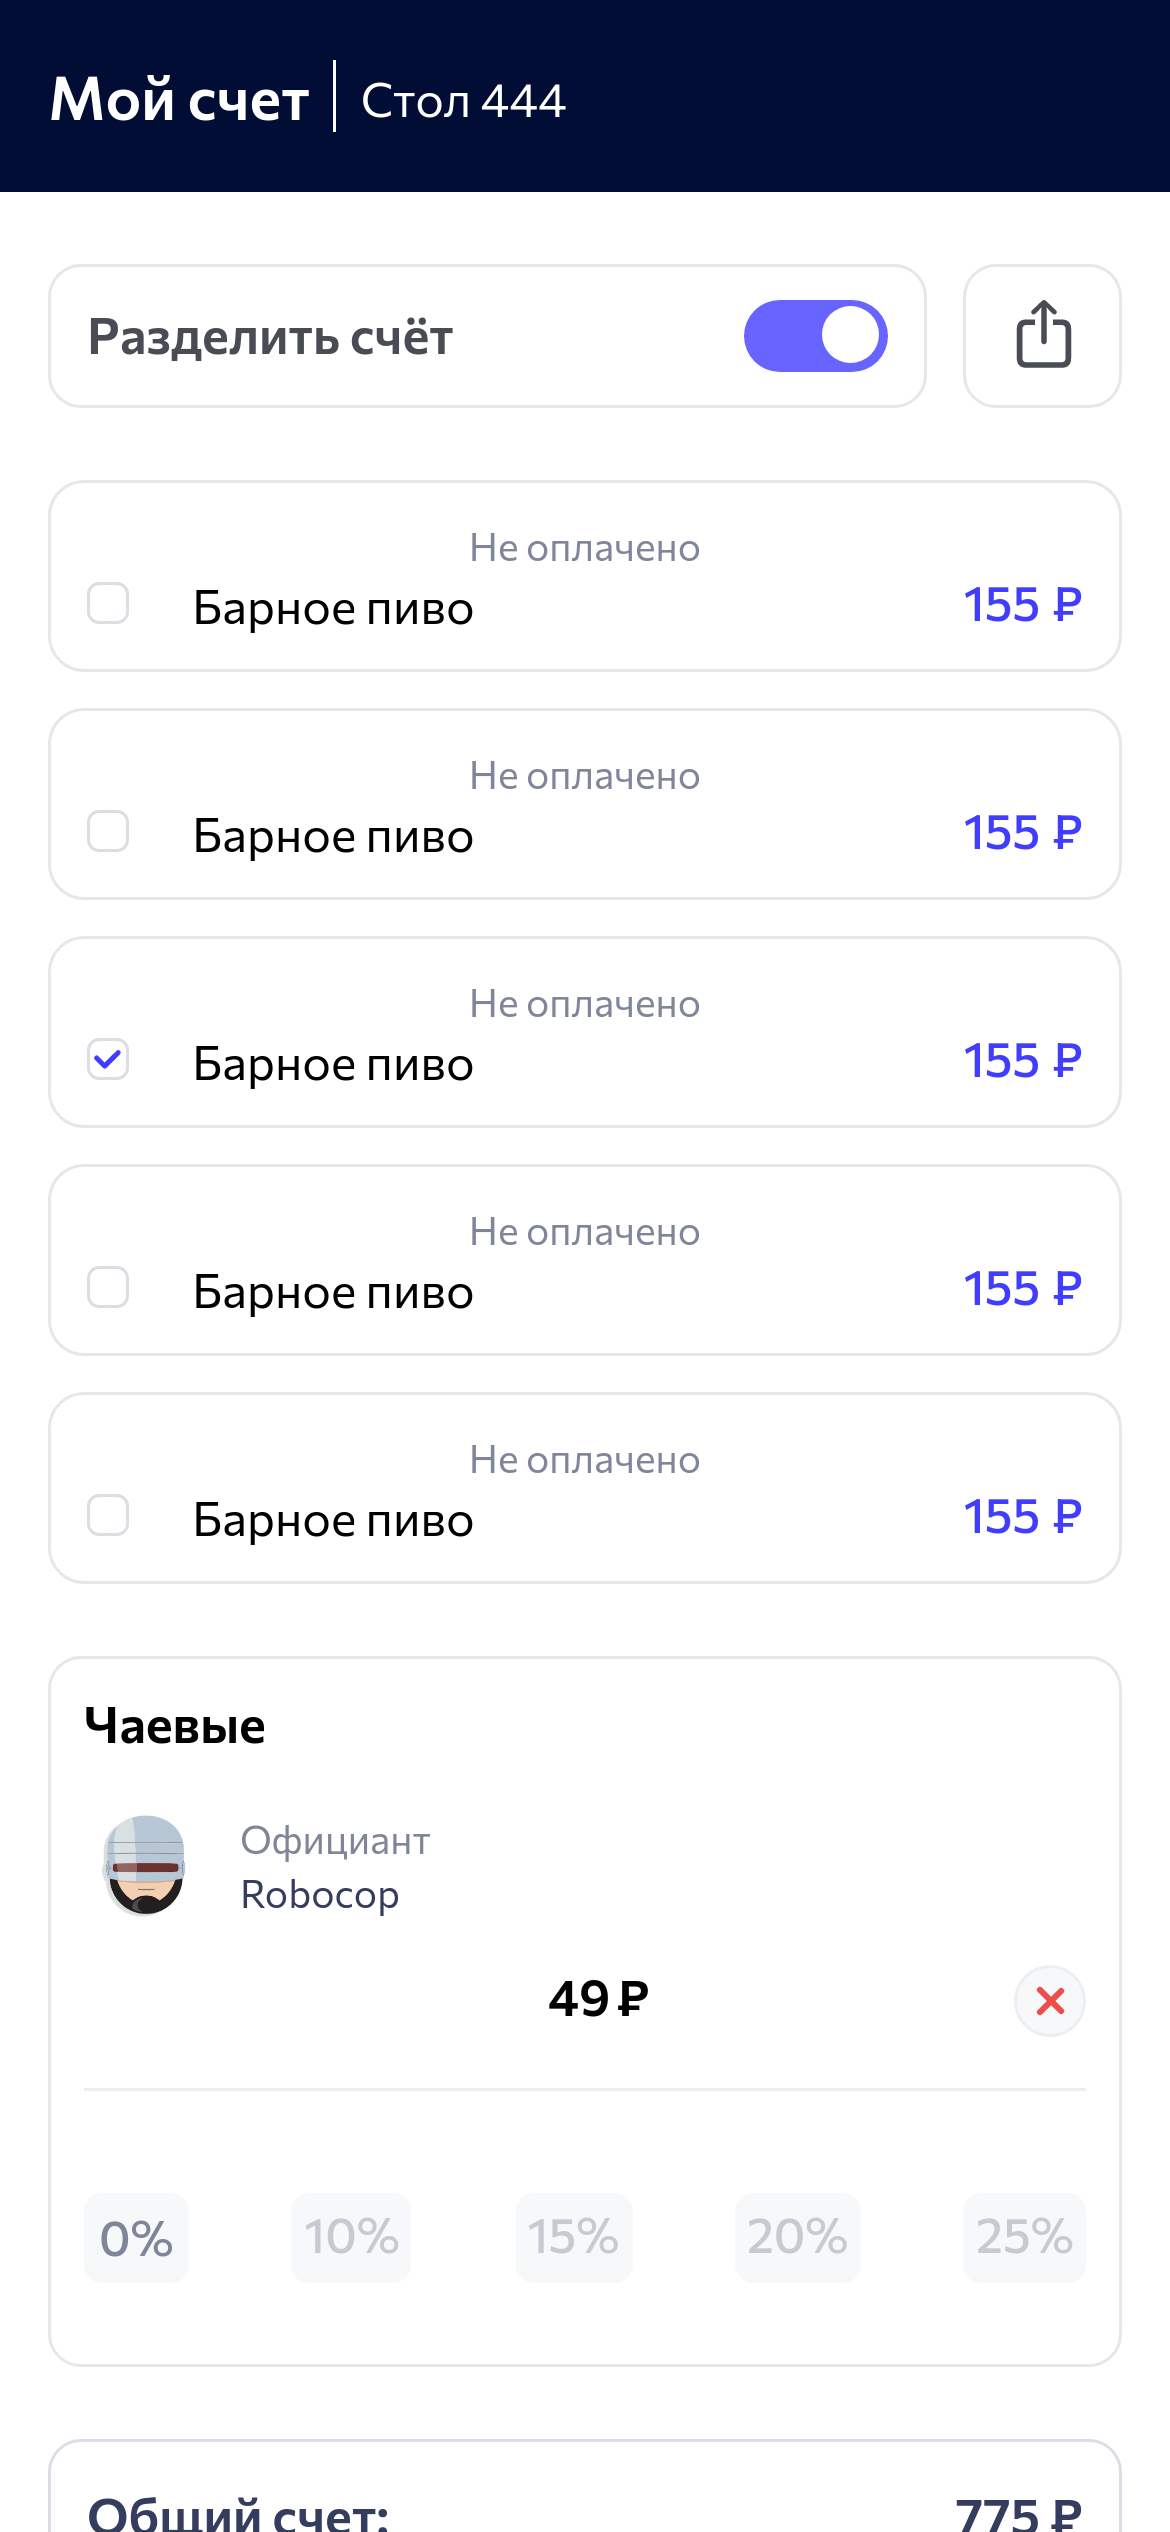 Мой счет | Стол 444
Разделить счёт
Не оплачено
Барное пиво 155 ₽
Не оплачено
Барное пиво 155 ₽
Не оплачено
Барное пиво 155 ₽
Не оплачено
Барное пиво 155 ₽
Не оплачено
Барное пиво 155 ₽
Чаевые
Официант
Robocop
49 ₽
0% 10% 15% 20% 25%
Общий счет: 775 ₽